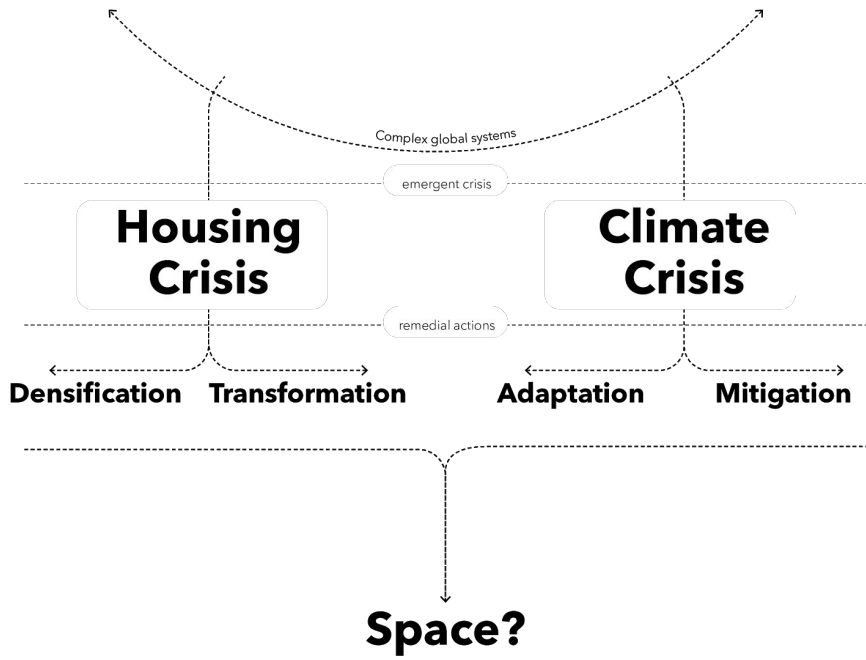 Complex global systems
emergent crisis
Housing
Crisis
Climate
Crisis
remedial actions
Densification
Transformation
Adaptation
Mitigation
Space?